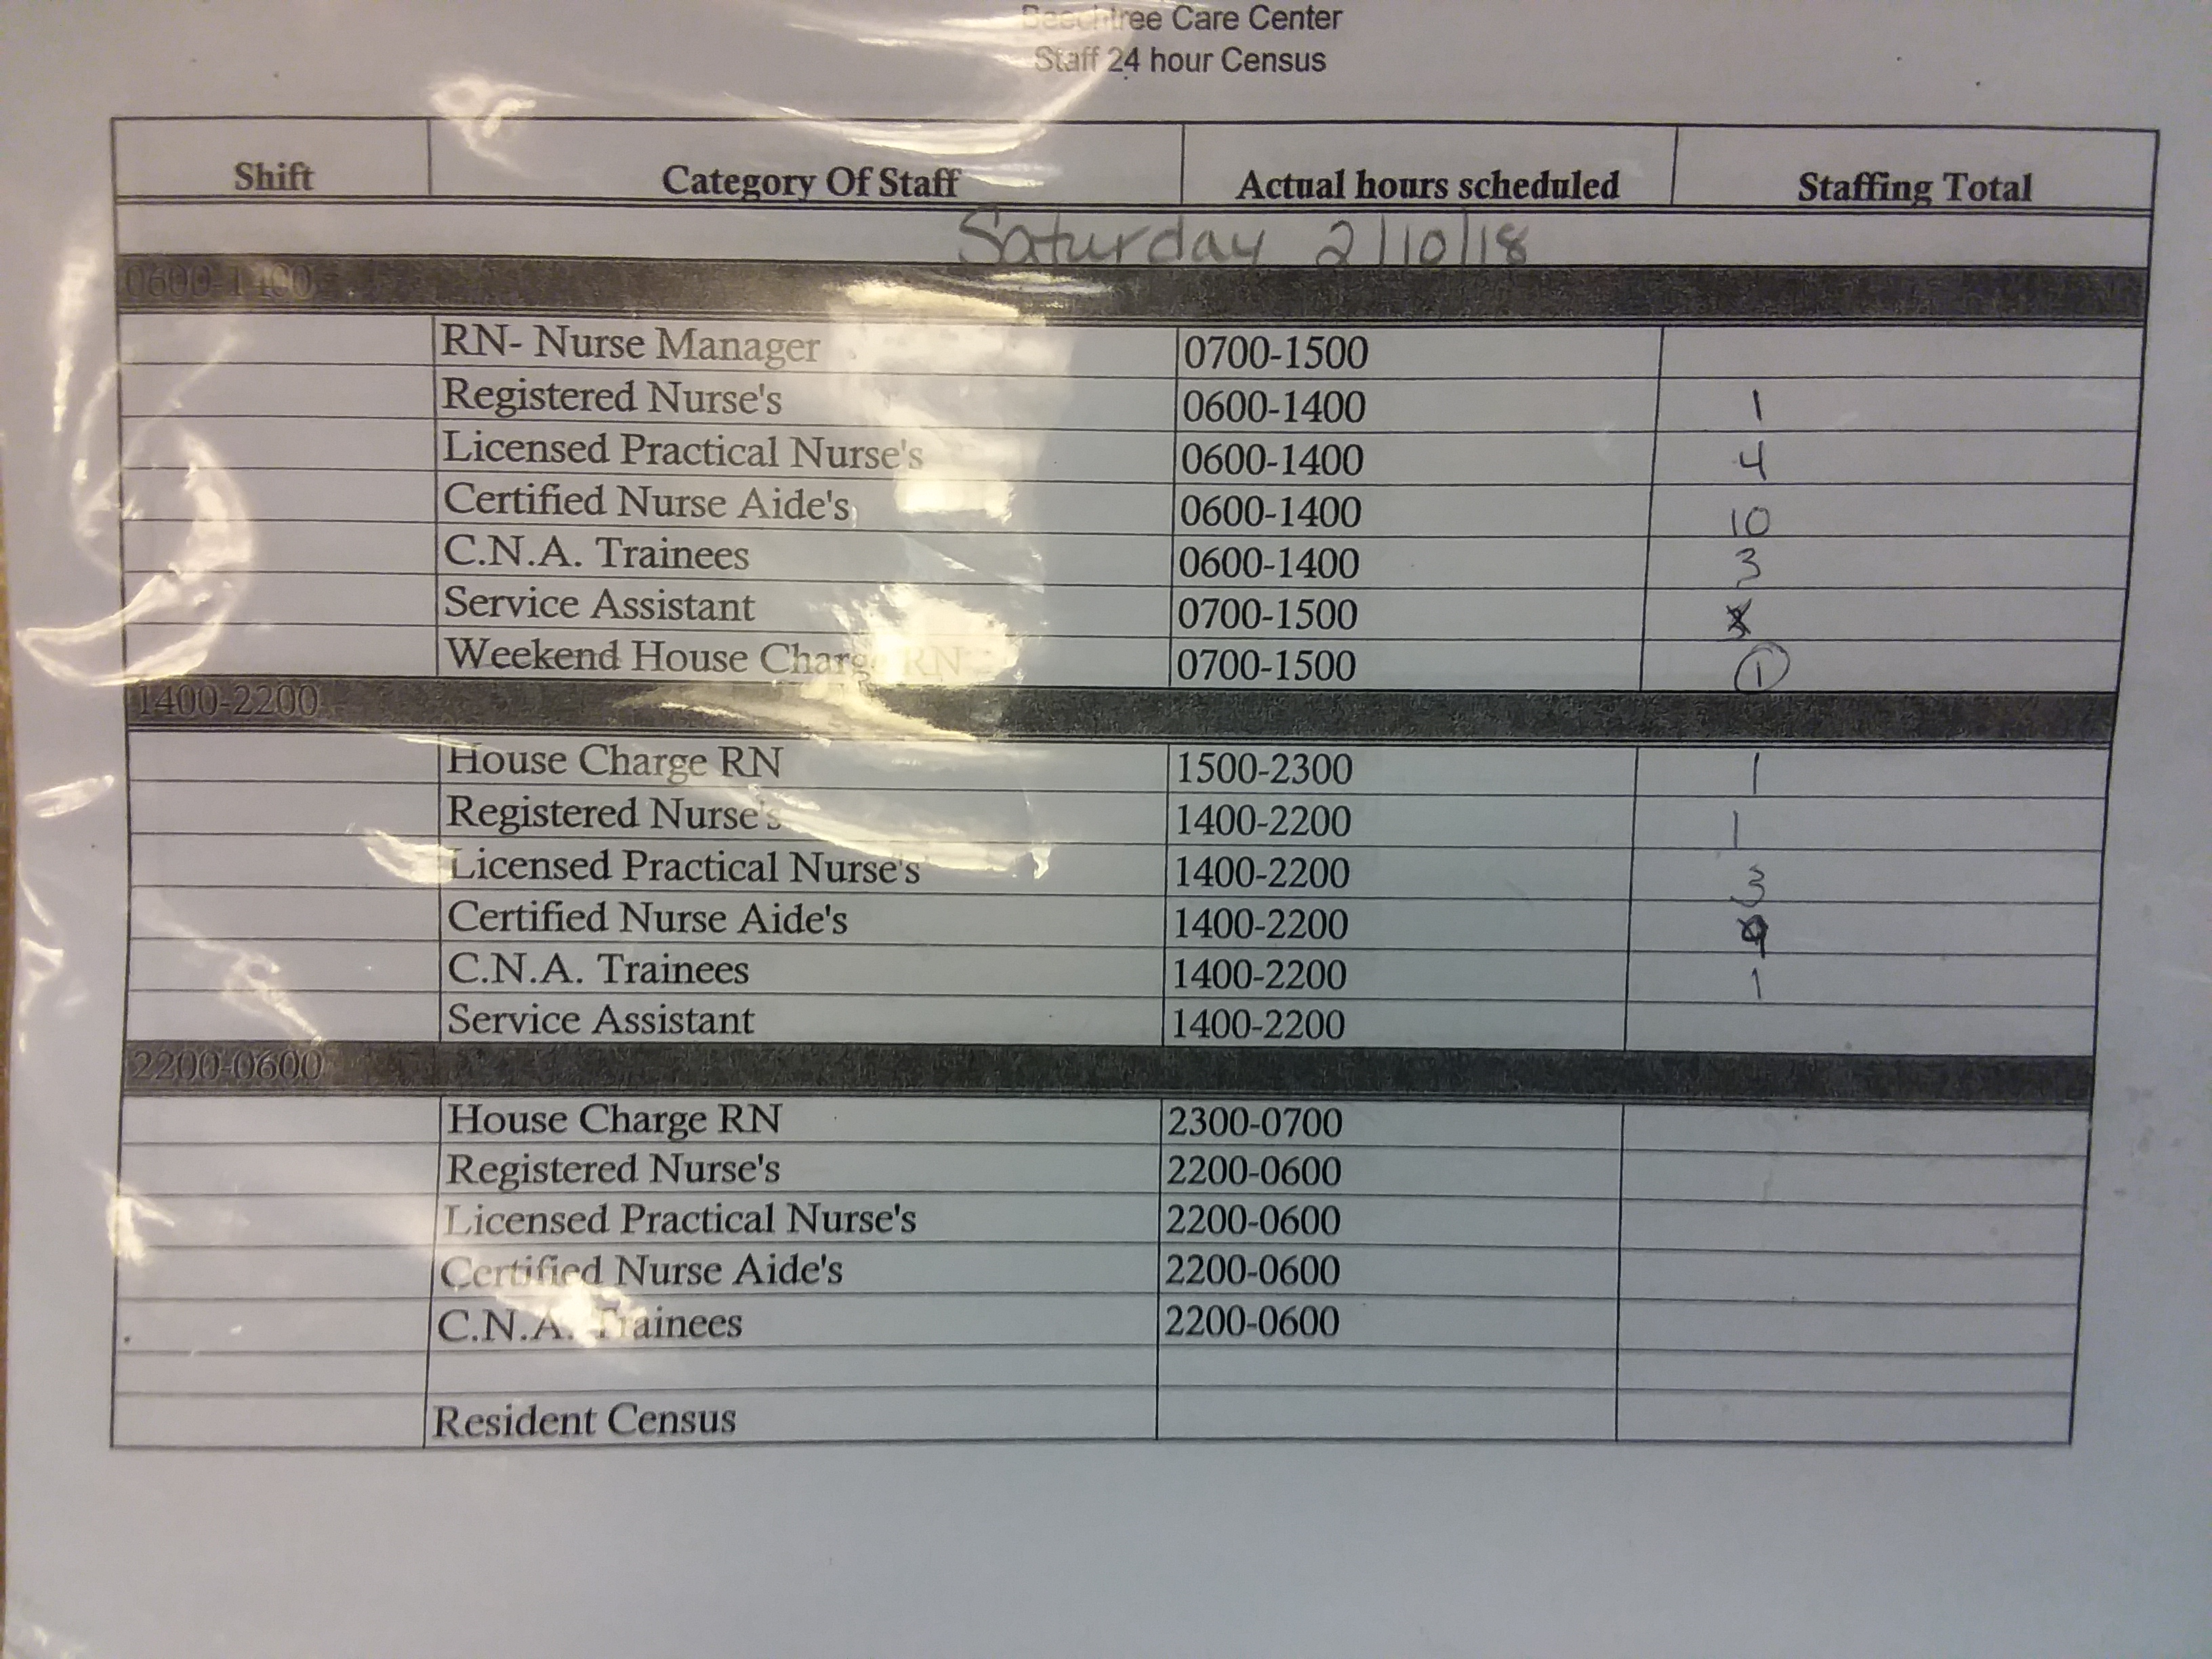 Beechtree Care Center
Staff 24 hour Census
Shift Category Of Staff Actual hours scheduled Staffing Total
Saturday 2/10/18
0600-1400
RN- Nurse Manager 0700-1500
Registered Nurse's 0600-1400 1
Licensed Practical Nurse's 0600-1400 4
Certified Nurse Aide's 0600-1400 10
C.N.A. Trainees 0600-1400 3
Service Assistant 0700-1500
Weekend House Charge RN 0700-1500 1
1400-2200
House Charge RN 1500-2300 1
Registered Nurse's 1400-2200 1
Licensed Practical Nurse's 1400-2200 3
Certified Nurse Aide's 1400-2200
C.N.A. Trainees 1400-2200 1
Service Assistant 1400-2200
2200-0600
House Charge RN 2300-0700
Registered Nurse's 2200-0600
Licensed Practical Nurse's 2200-0600
Certified Nurse Aide's 2200-0600
C.N.A. Trainees 2200-0600
Resident Census